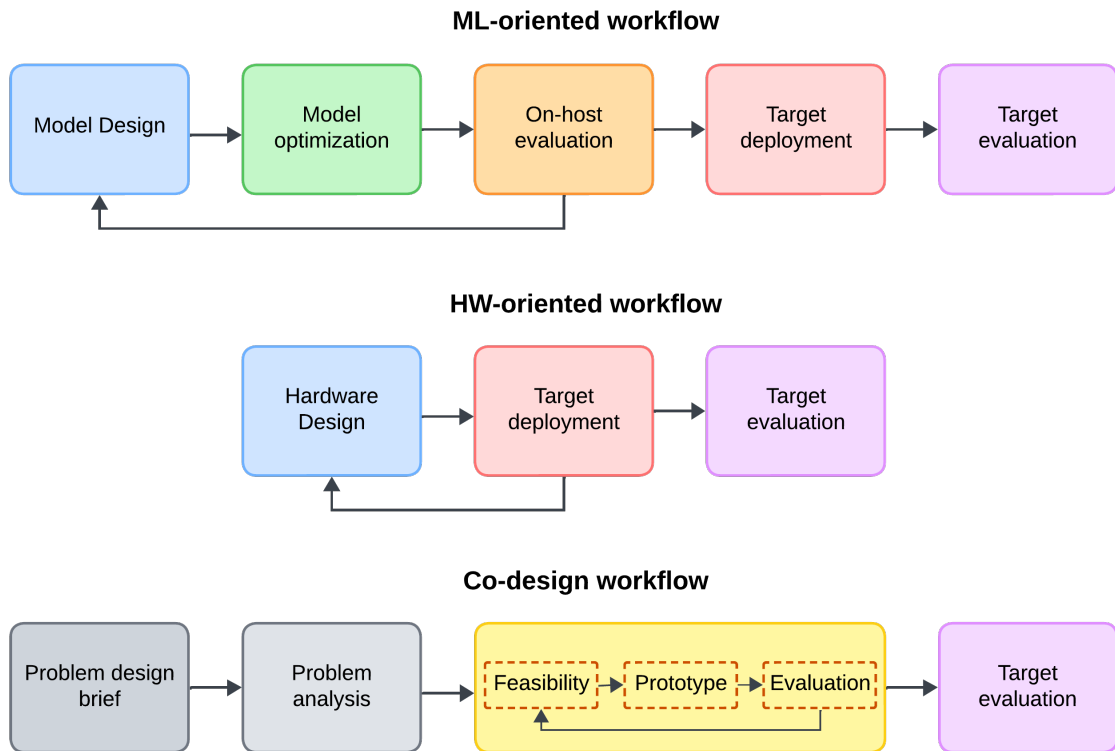 ML-oriented workflow
Model Design
Model
optimization
On-host
evaluation
Target
deployment
Target
evaluation
HW-oriented workflow
Hardware
Design
Target
deployment
Target
evaluation
Co-design workflow
Problem design
brief
Problem
analysis
Feasibility
Prototype
Evaluation
Target
evaluation